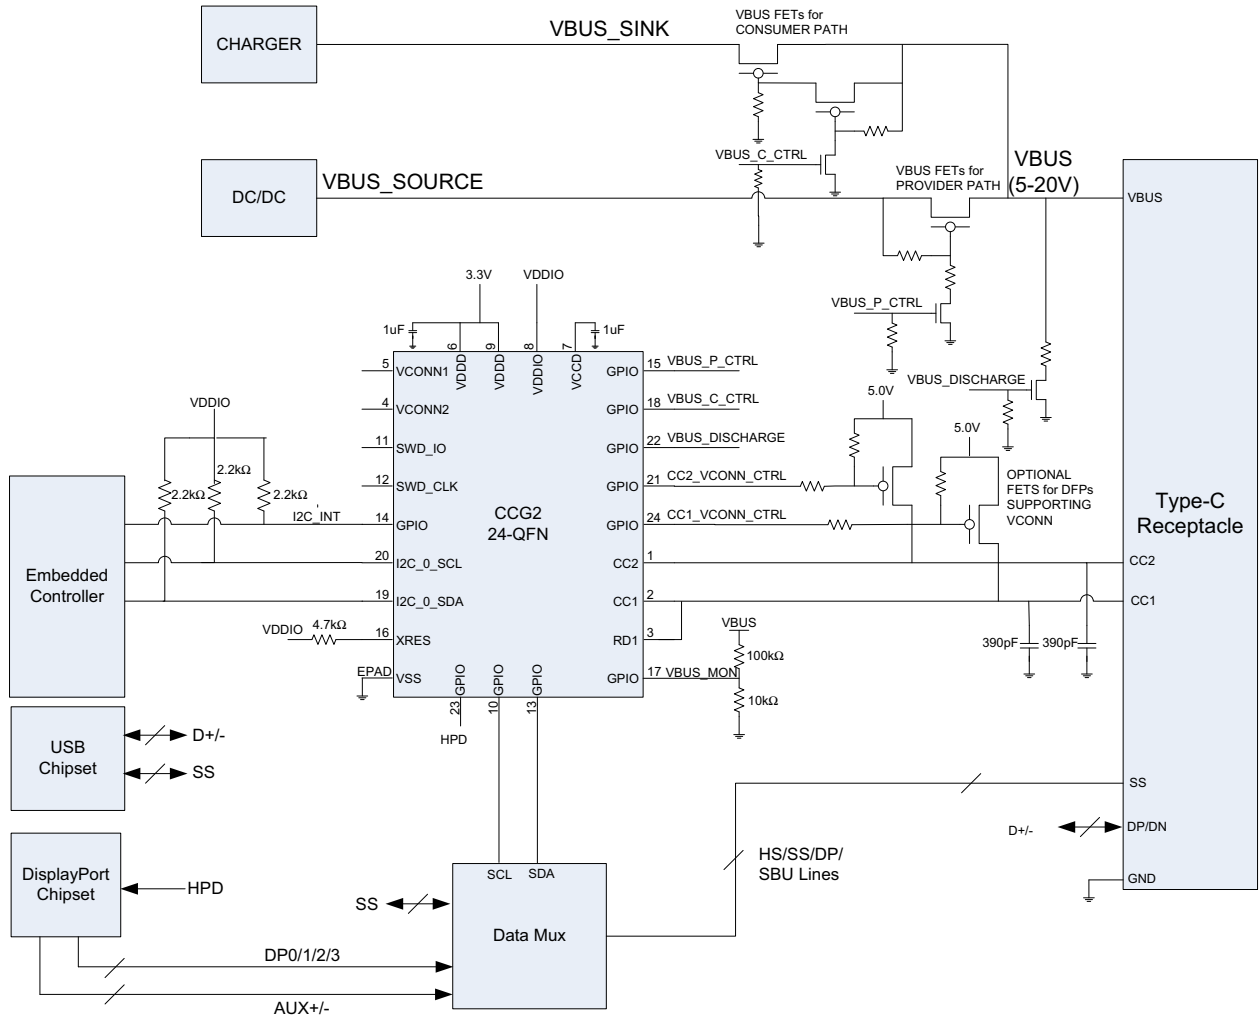 CHARGER
VBUS_SINK
VBUS FETs for
CONSUMER PATH
VBUS_C_CTRL
DC/DC
VBUS_SOURCE
VBUS FETs for
PROVIDER PATH
VBUS
(5-20V)
VBUS_P_CTRL
VBUS_DISCHARGE
3.3V
VDDIO
1uF
1uF
6
9
8
7
VDDD
VDDD
VDDIO
VCCD
5
VCONN1
4
VCONN2
11
SWD_IO
12
SWD_CLK
14
GPIO
20
I2C_0_SCL
19
I2C_0_SDA
16
XRES
EPAD
VSS
CCG2
24-QFN
GPIO
15
VBUS_P_CTRL
GPIO
18
VBUS_C_CTRL
GPIO
22
VBUS_DISCHARGE
GPIO
21
CC2_VCONN_CTRL
GPIO
24
CC1_VCONN_CTRL
CC2
1
CC1
2
RD1
3
GPIO
17
VBUS_MON
GPIO
GPIO
GPIO
23
10
13
HPD
VDDIO
2.2kΩ
2.2kΩ
2.2kΩ
I2C_INT
VDDIO
4.7kΩ
5.0V
5.0V
OPTIONAL
FETS for DFPs
SUPPORTING
VCONN
VBUS
100kΩ
10kΩ
390pF
390pF
Type-C
Receptacle
VBUS
CC2
CC1
SS
DP/DN
GND
D+/-
Embedded
Controller
USB
Chipset
D+/-
SS
DisplayPort
Chipset
HPD
SS
SCL
SDA
Data Mux
HS/SS/DP/
SBU Lines
DP0/1/2/3
AUX+/-